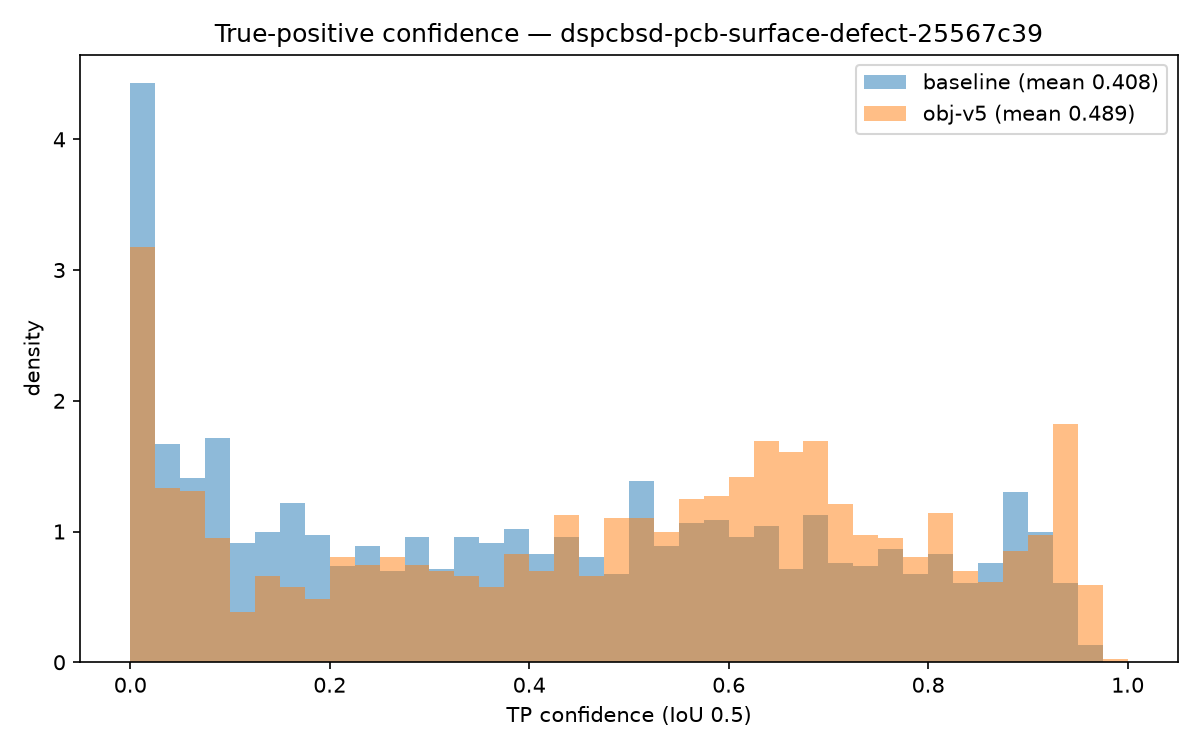 True-positive confidence — dspcbsd-pcb-surface-defect-25567c39
baseline (mean 0.408)
obj-v5 (mean 0.489)
4
3
2
1
0
density
0.0 0.2 0.4 0.6 0.8 1.0
TP confidence (IoU 0.5)